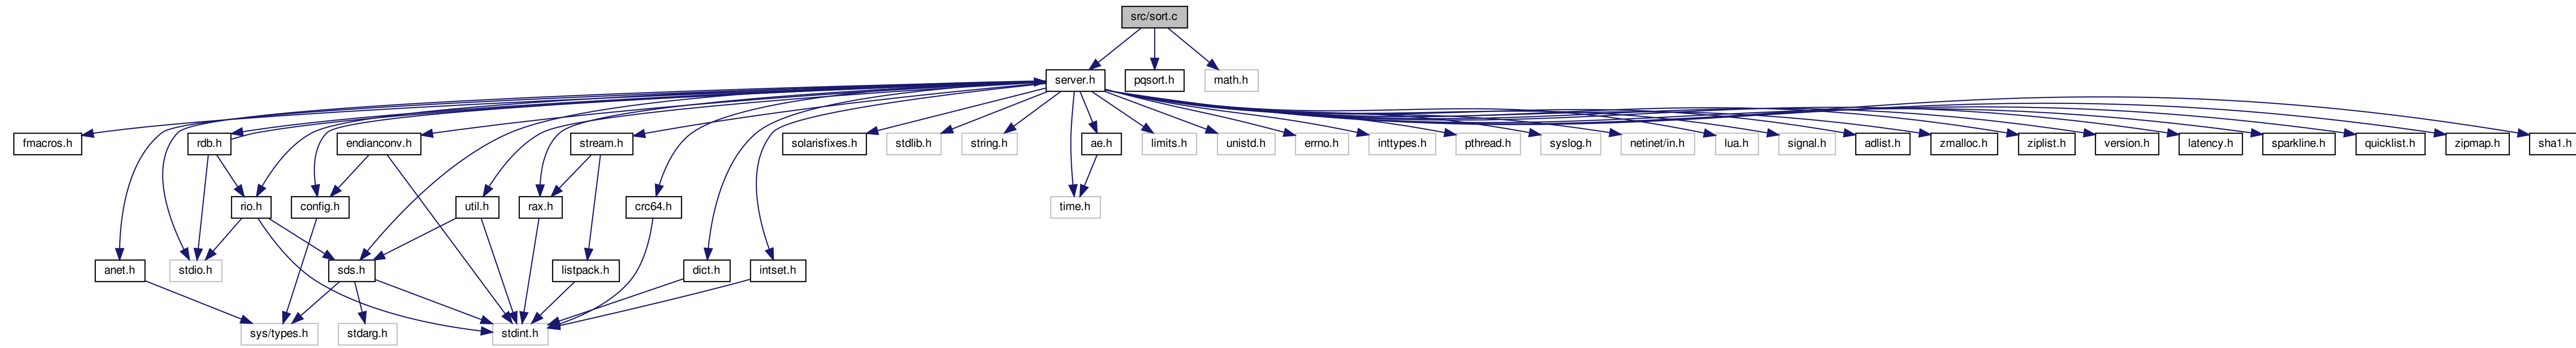 src/sort.c
server.h
pqsort.h
math.h
fmacros.h
rdb.h
endianconv.h
stream.h
solarisfixes.h
stdlib.h
string.h
ae.h
limits.h
unistd.h
errno.h
inttypes.h
pthread.h
syslog.h
netinet/in.h
lua.h
signal.h
adlist.h
zmalloc.h
ziplist.h
version.h
latency.h
sparkline.h
quicklist.h
zipmap.h
sha1.h
rio.h
config.h
util.h
rax.h
crc64.h
time.h
anet.h
stdio.h
sds.h
listpack.h
dict.h
intset.h
sys/types.h
stdarg.h
stdint.h